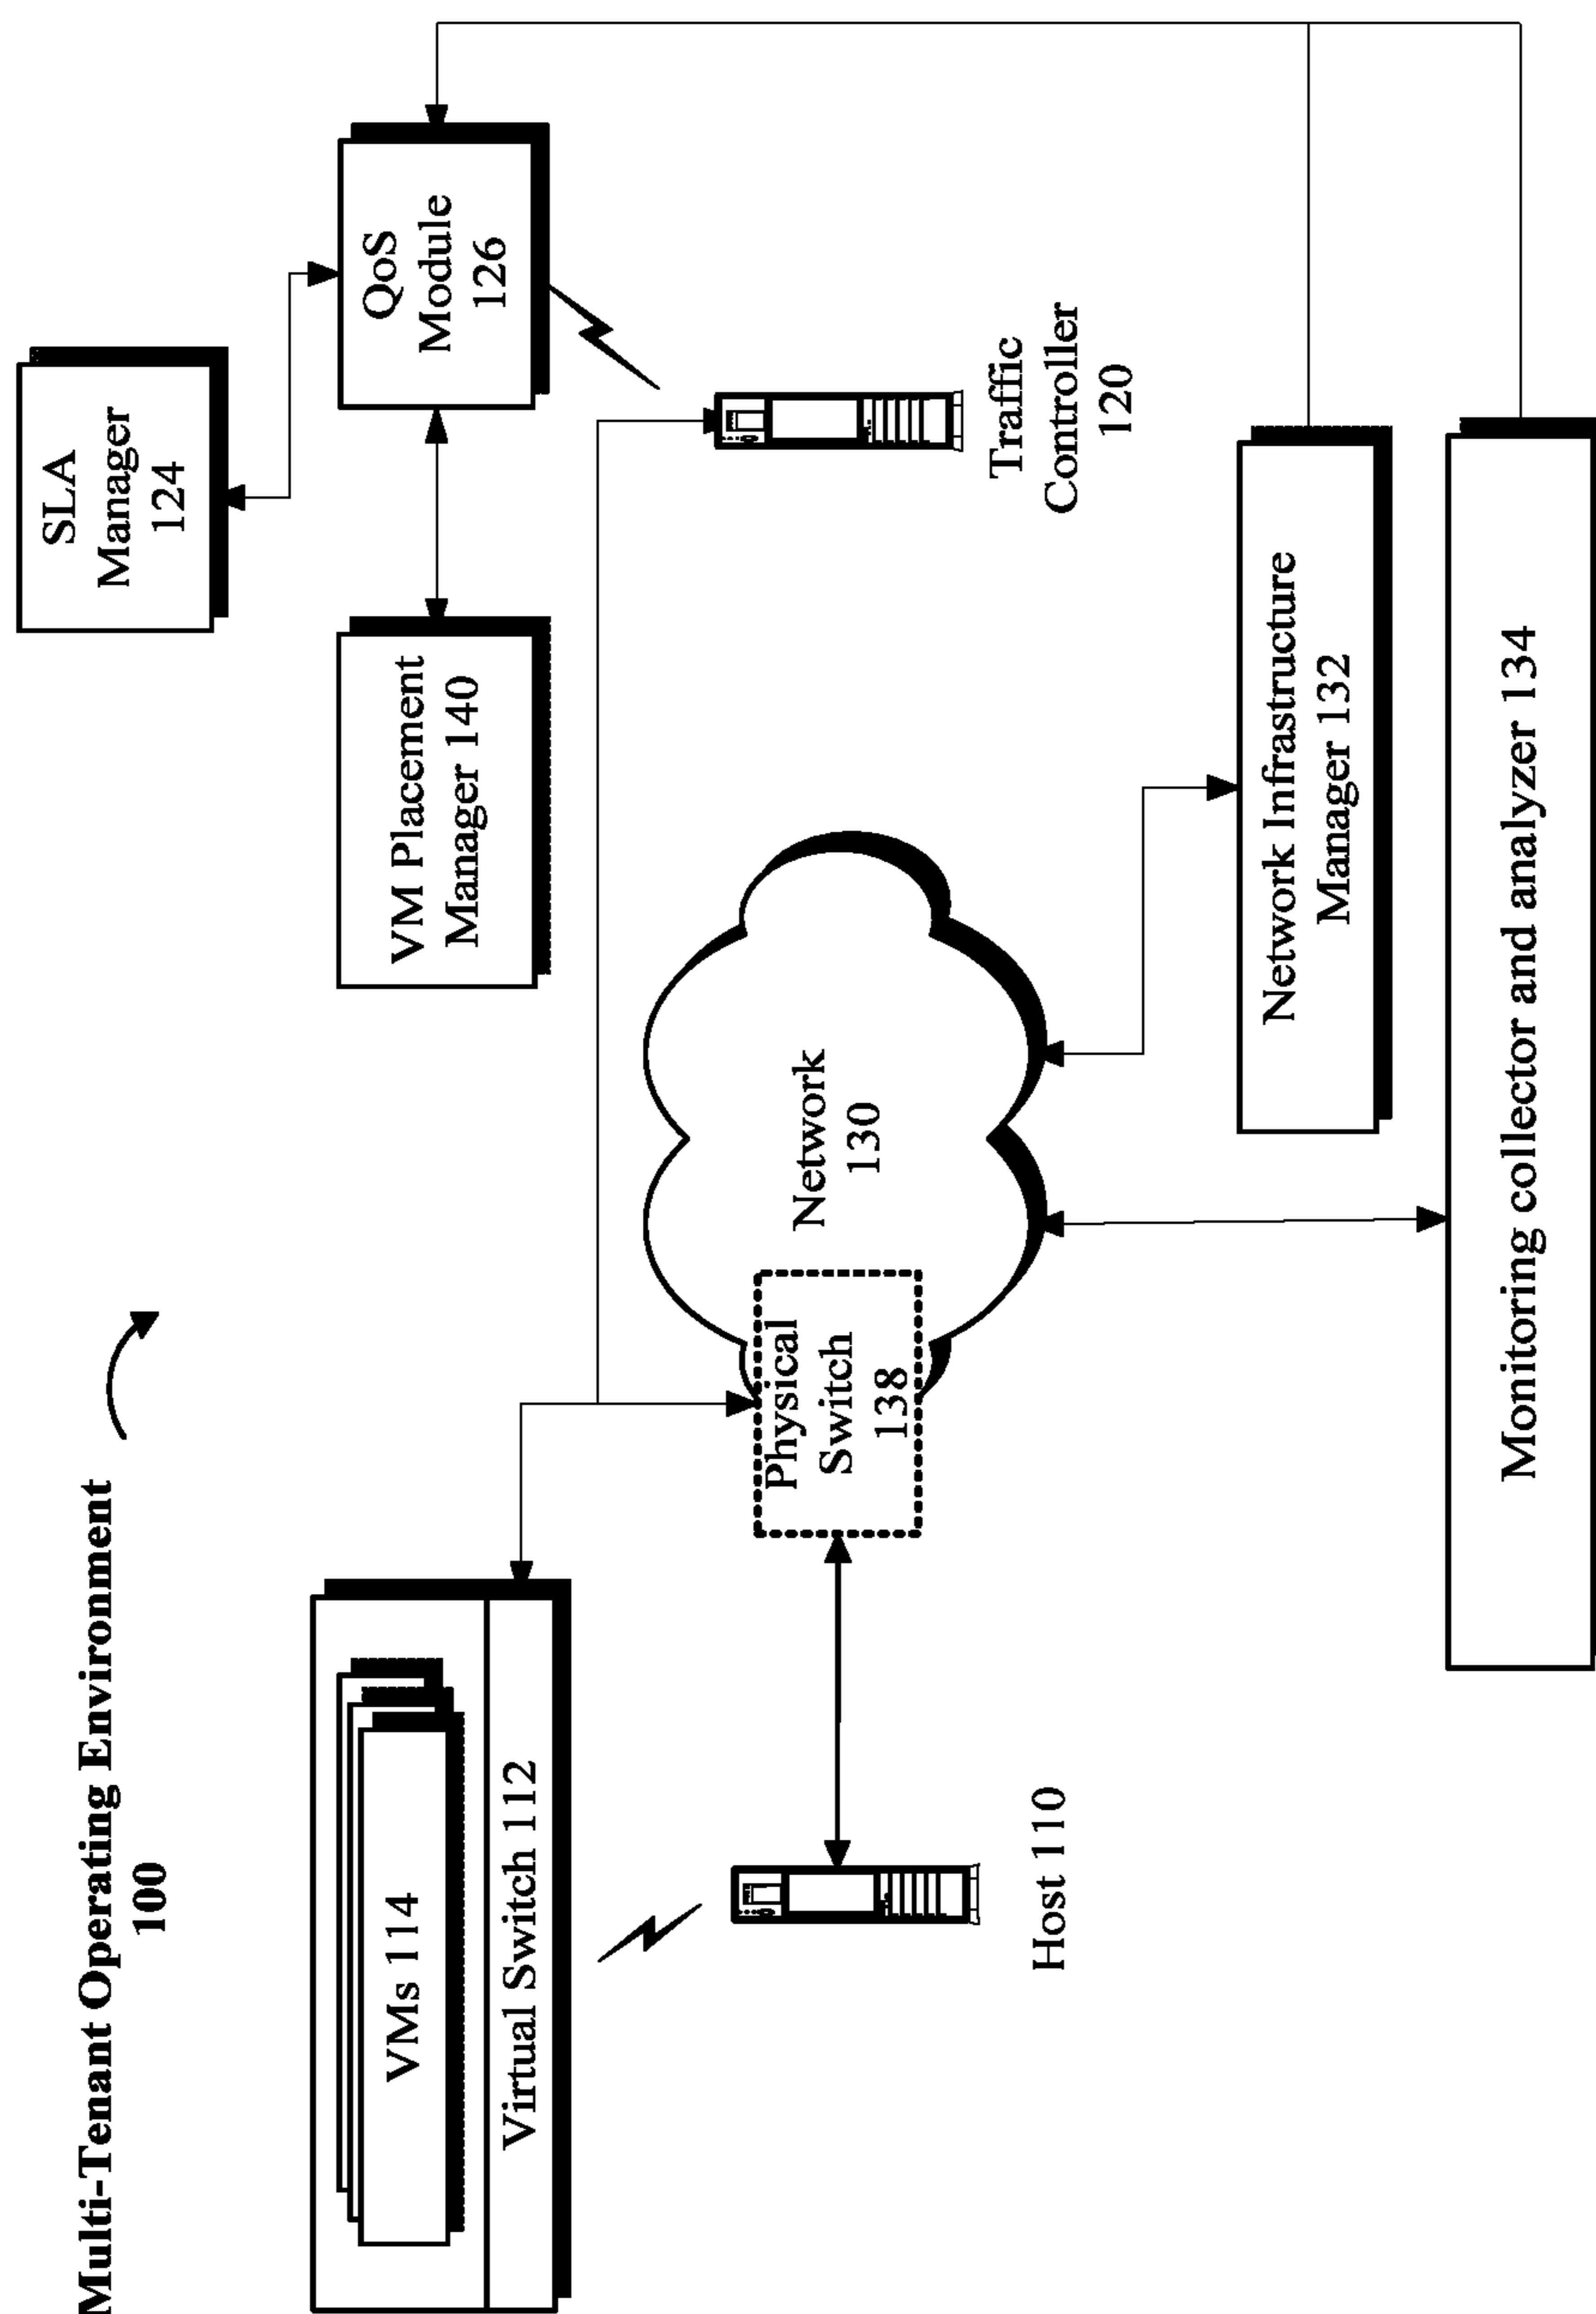 Multi-Tenant Operating Environment
100
VMs 114
Virtual Switch 112
Host 110
Physical
Switch
138
Network
130
VM Placement
Manager 140
SLA
Manager
124
QoS
Module
126
Traffic
Controller
120
Network Infrastructure
Manager 132
Monitoring collector and analyzer 134